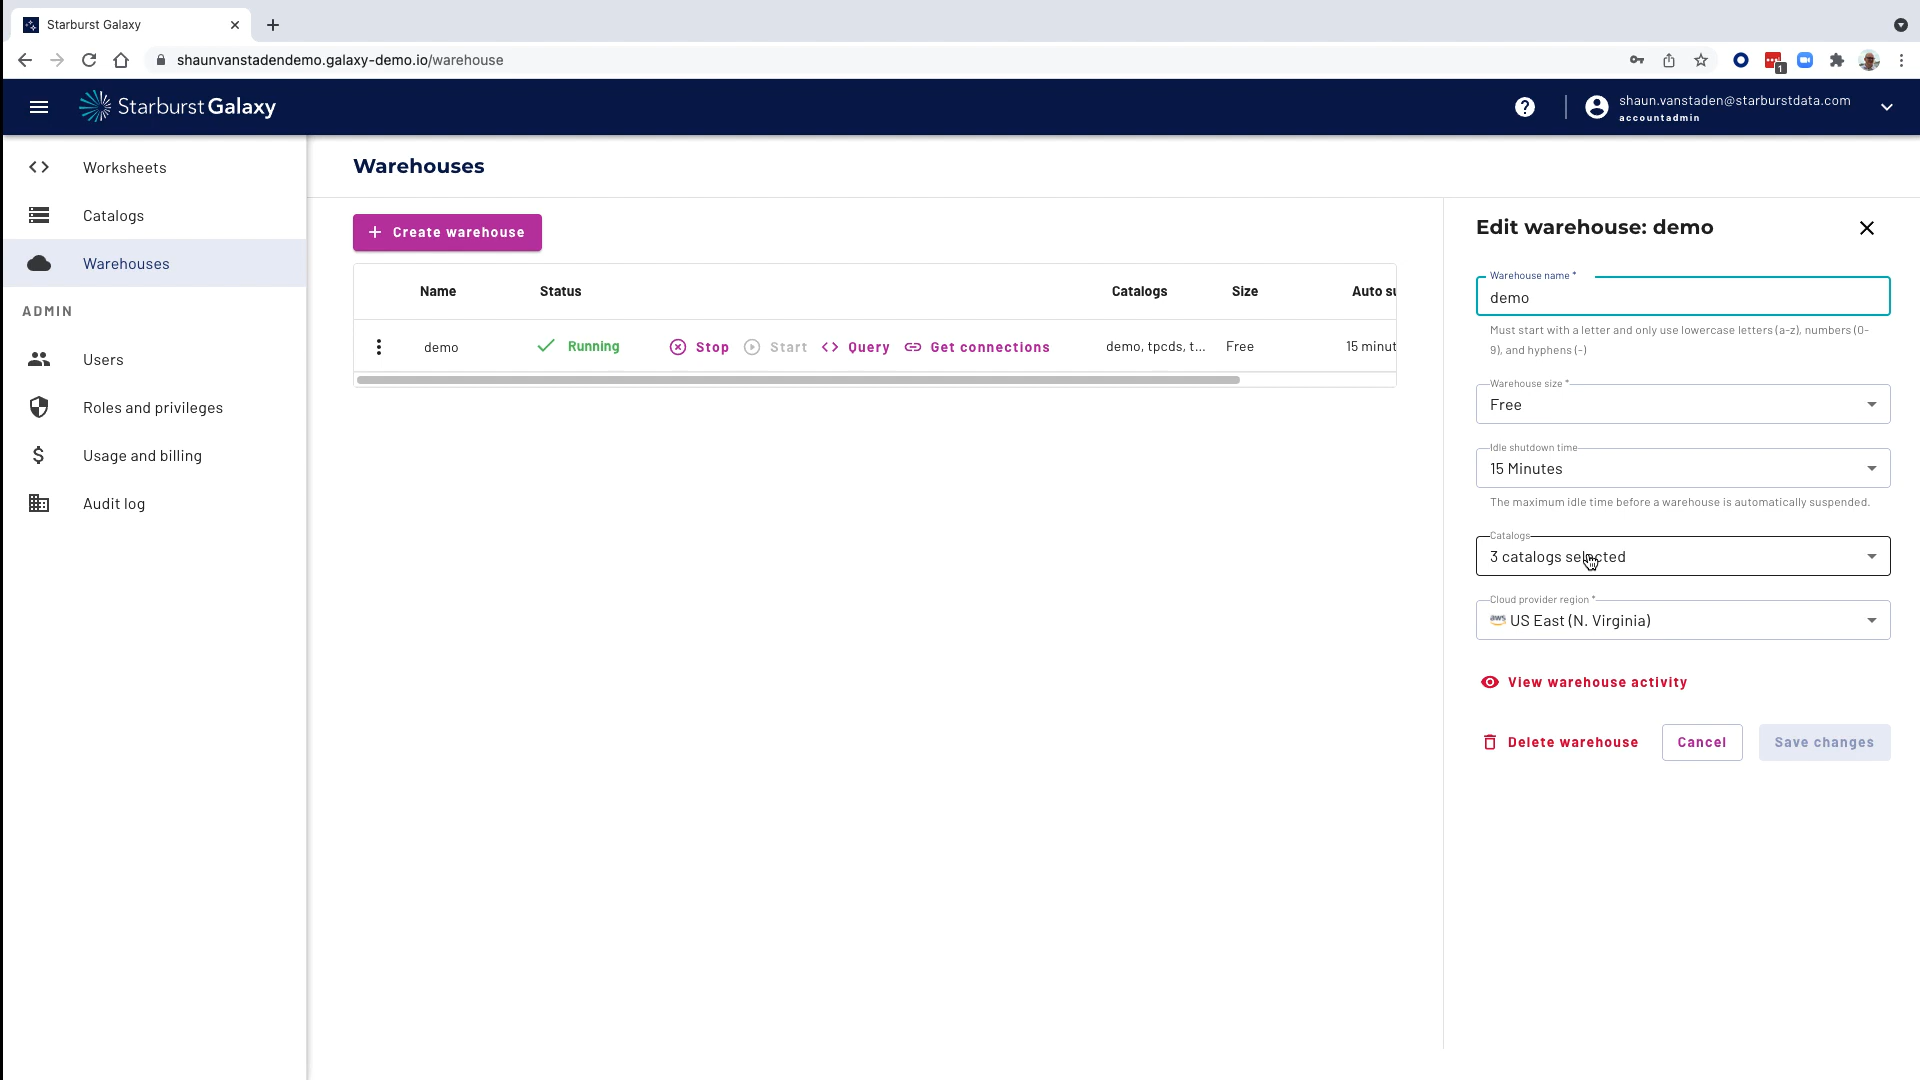 Starburst Galaxy
shaunvanstadendemo.galaxy-demo.io/warehouse
1
Starburst Galaxy
shaun.vanstaden@starburstdata.com
accountadmin
Worksheets
Catalogs
Warehouses
ADMIN
Users
Roles and privileges
Usage and billing
Audit log
Warehouses
Create warehouse
Name Status Catalogs Size Auto su
demo Running Stop Start Query Get connections demo, tpcds, t... Free 15 minut
Edit warehouse: demo
Warehouse name *
demo
Must start with a letter and only use lowercase letters (a-z), numbers (0-
9), and hyphens (-)
Warehouse size *
Free
Idle shutdown time
15 Minutes
The maximum idle time before a warehouse is automatically suspended.
Catalogs
3 catalogs selected
Cloud provider region *
aws US East (N. Virginia)
View warehouse activity
Delete warehouse Cancel Save changes